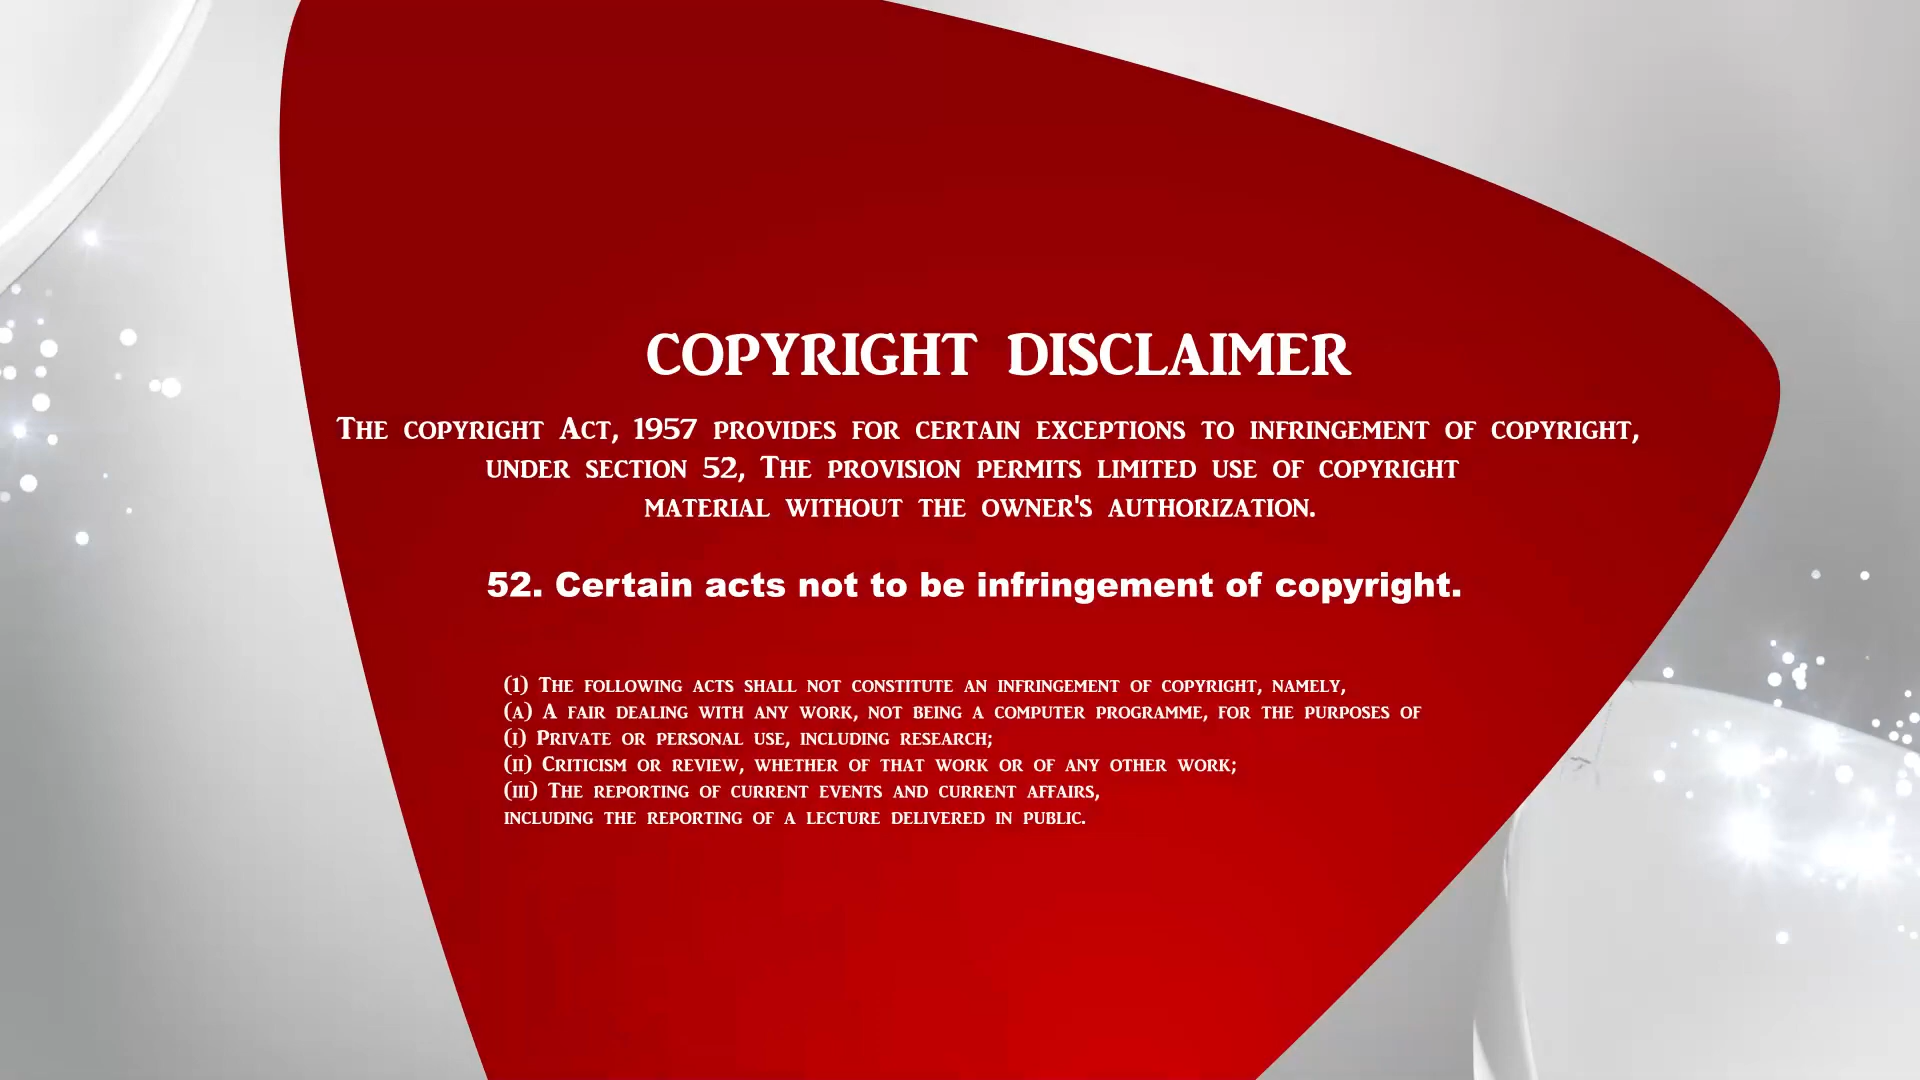 COPYRIGHT DISCLAIMER
The copyright Act, 1957 provides for certain exceptions to infringement of copyright,
under section 52, The provision permits limited use of copyright
material without the owner's authorization.
52. Certain acts not to be infringement of copyright.
(1) The following acts shall not constitute an infringement of copyright, namely,
(a) A fair dealing with any work, not being a computer programme, for the purposes of
(i) Private or personal use, including research;
(ii) Criticism or review, whether of that work or of any other work;
(iii) The reporting of current events and current affairs,
including the reporting of a lecture delivered in public.